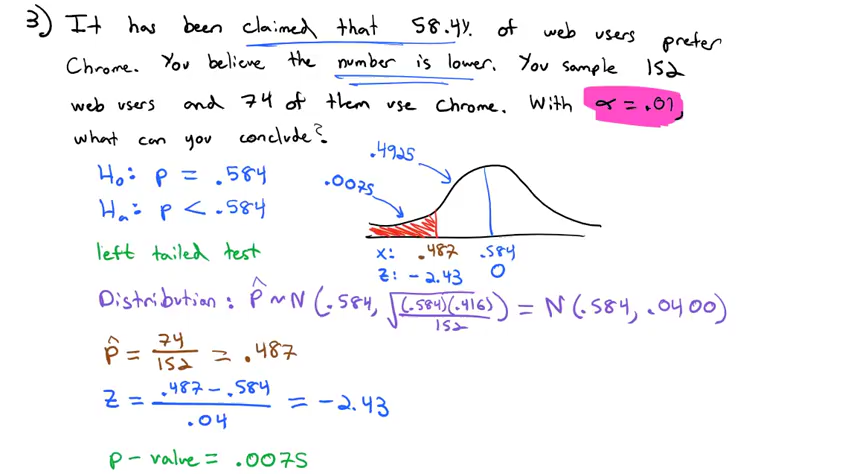 3) It has been claimed that 58.4% of web users prefer
Chrome. You believe the number is lower. You sample 152
web users and 74 of them use Chrome. With α = .01,
what can you conclude?
H₀: p = .584
Hₐ: p < .584
left tailed test
.4925
.0075
x: .487 .584
z: -2.43 0
Distribution: p̂ ~ N(.584, √((.584)(.416)/152)) = N(.584, .0400)
p̂ = 74/152 = .487
z = (.487 - .584)/.04 = -2.43
p-value = .0075